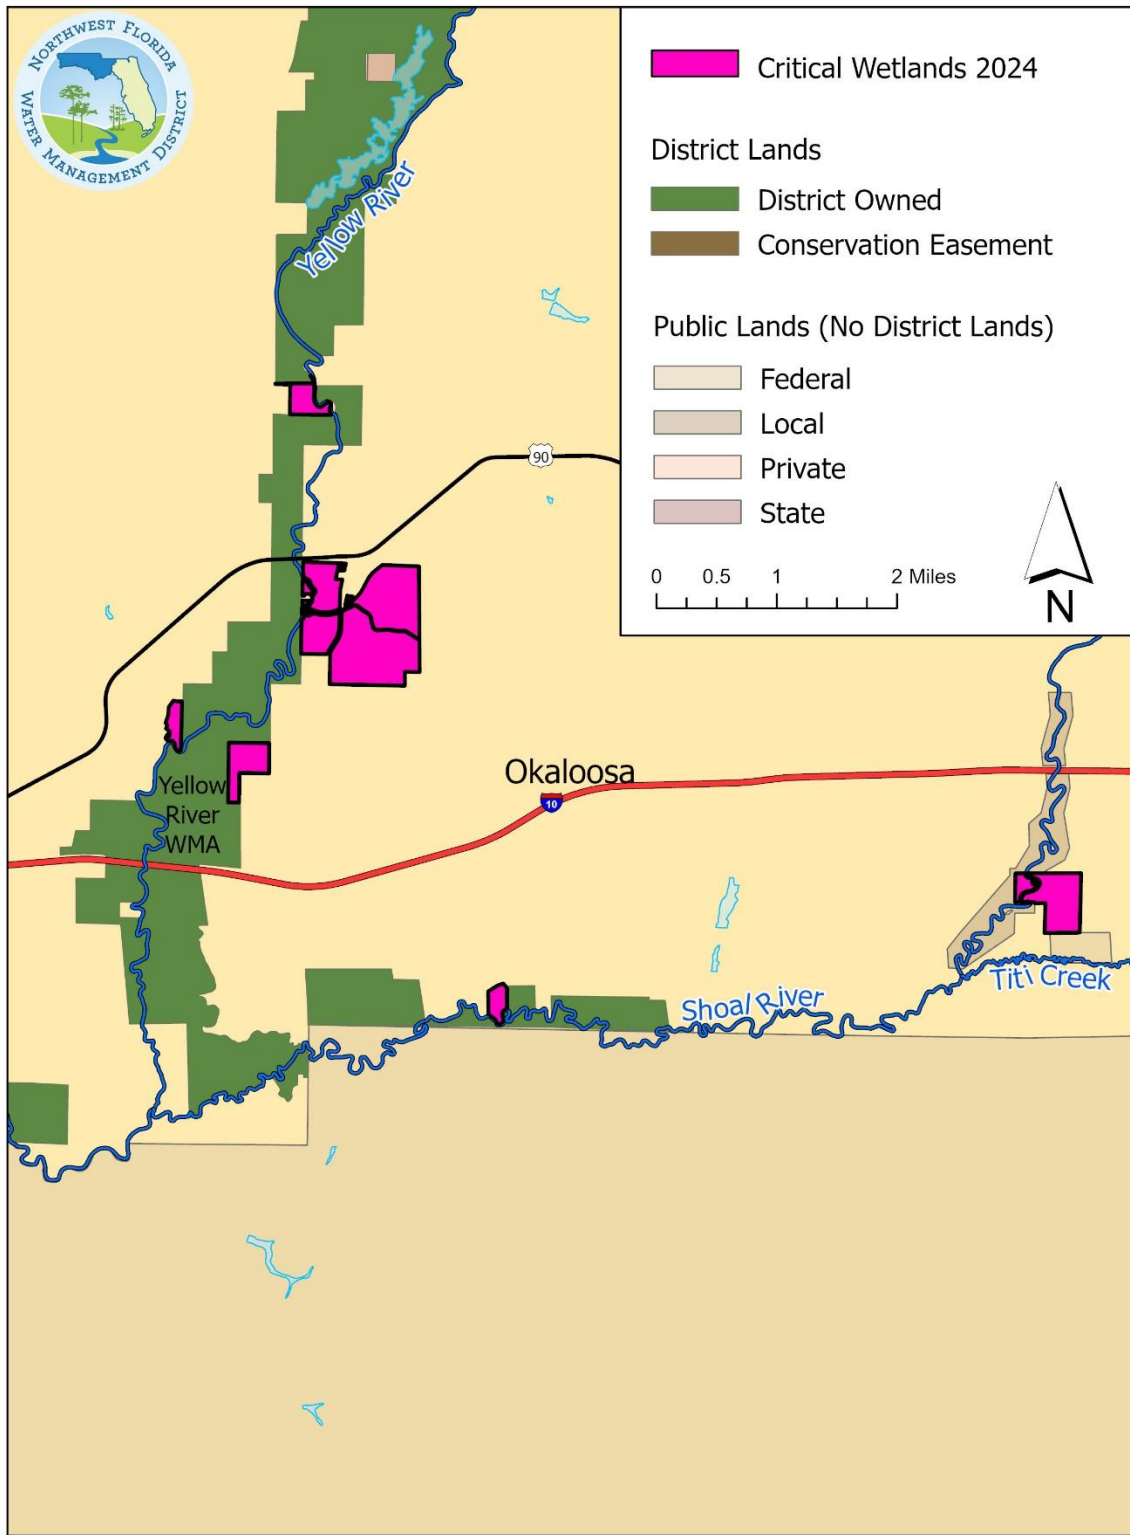 NORTHWEST FLORIDA
WATER MANAGEMENT DISTRICT
Critical Wetlands 2024
District Lands
District Owned
Conservation Easement
Public Lands (No District Lands)
Federal
Local
Private
State
0 0.5 1 2 Miles
N
Yellow River
90
Okaloosa
10
Yellow
River
WMA
Shoal River
Titi Creek